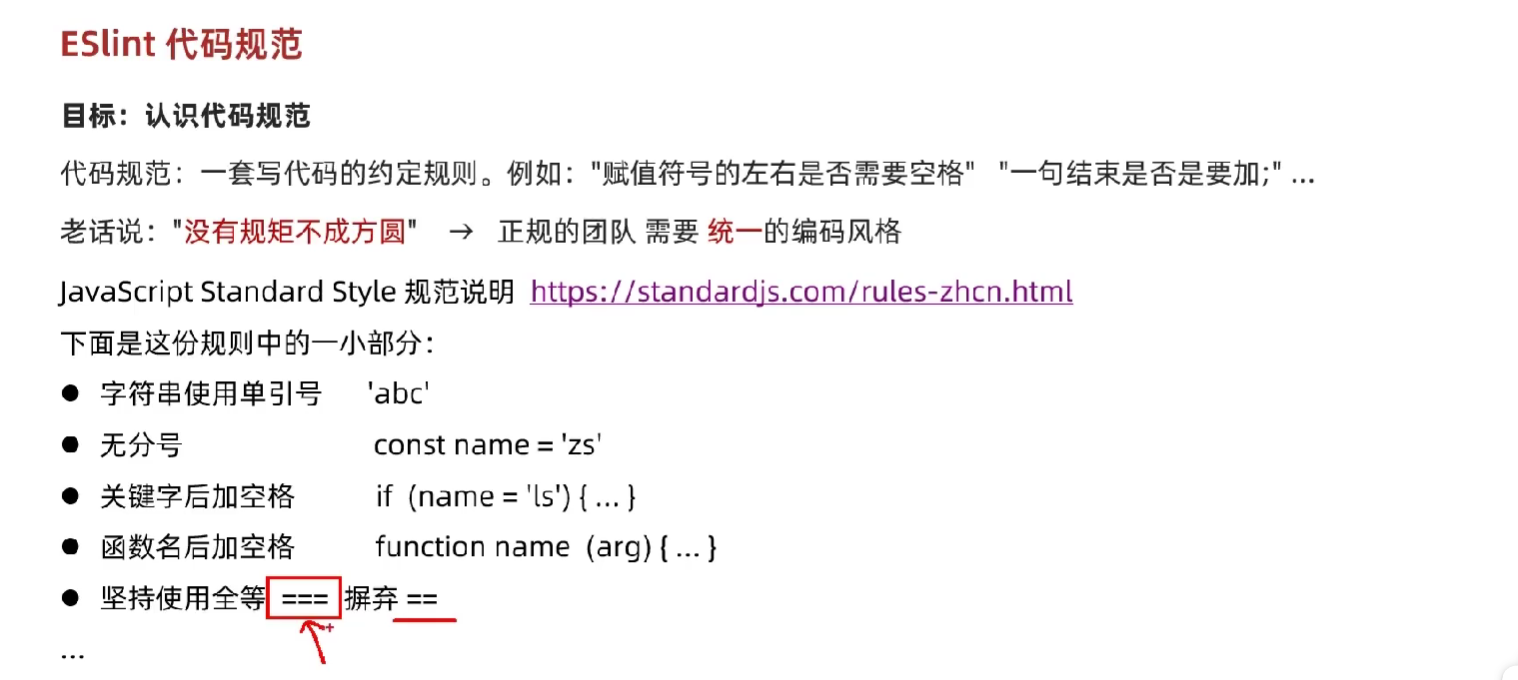 ESlint 代码规范
目标：认识代码规范
代码规范：一套写代码的约定规则。例如："赋值符号的左右是否需要空格" "一句结束是否是要加;" ...
老话说："没有规矩不成方圆" → 正规的团队 需要 统一的编码风格
JavaScript Standard Style 规范说明 https://standardjs.com/rules-zhcn.html
下面是这份规则中的一小部分：
● 字符串使用单引号 'abc'
● 无分号 const name = 'zs'
● 关键字后加空格 if (name = 'ls') { ... }
● 函数名后加空格 function name (arg) { ... }
● 坚持使用全等 === 摒弃 ==
...